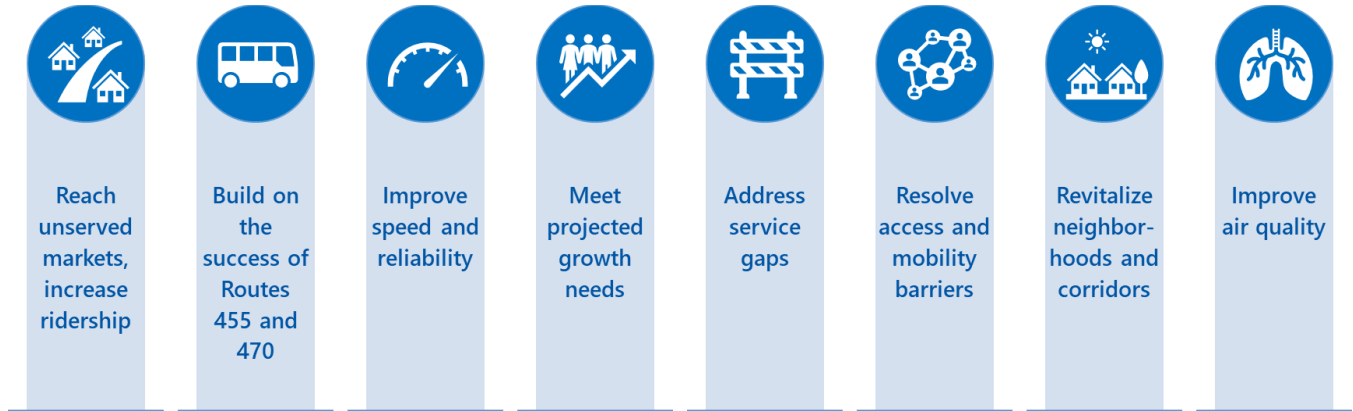 Reach
unserved
markets,
increase
ridership
Build on
the
success of
Routes
455 and
470
Improve
speed and
reliability
Meet
projected
growth
needs
Address
service
gaps
Resolve
access and
mobility
barriers
Revitalize
neighbor-
hoods and
corridors
Improve
air quality